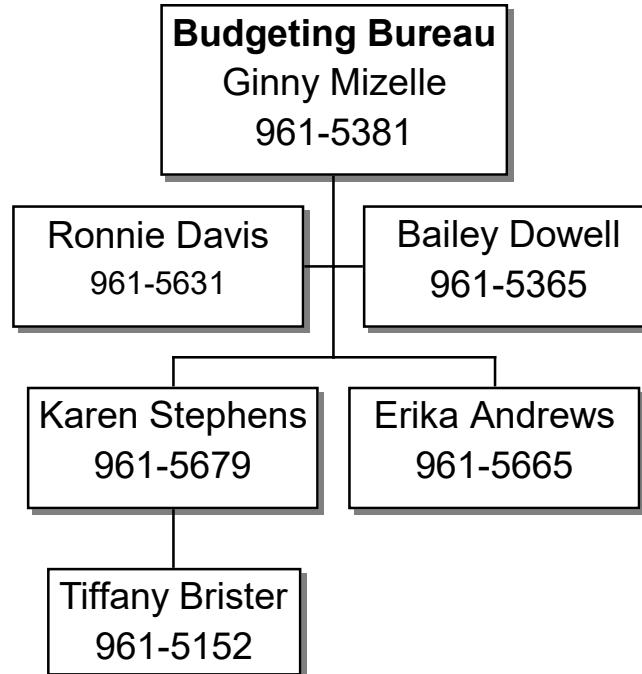 Budgeting Bureau
Ginny Mizelle
961-5381
Ronnie Davis
961-5631
Bailey Dowell
961-5365
Karen Stephens
961-5679
Erika Andrews
961-5665
Tiffany Brister
961-5152